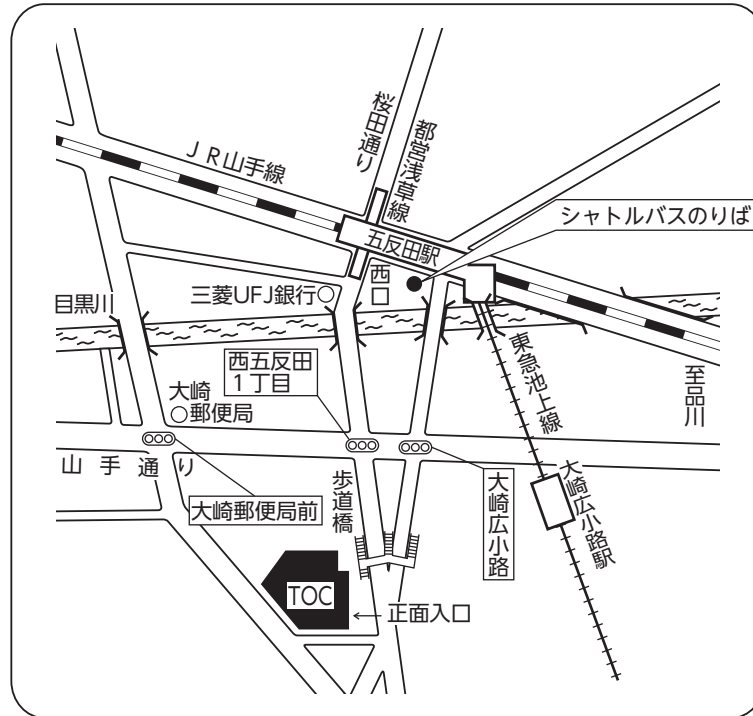 桜田通り
都営浅草線
JR山手線
シャトルバスのりば
五反田駅
西口
三菱UFJ銀行
目黒川
西五反田
1丁目
東急池上線
至品川
大崎
郵便局
山手通り
大崎郵便局前
歩道橋
大崎広小路
大崎広小路駅
TOC
正面入口